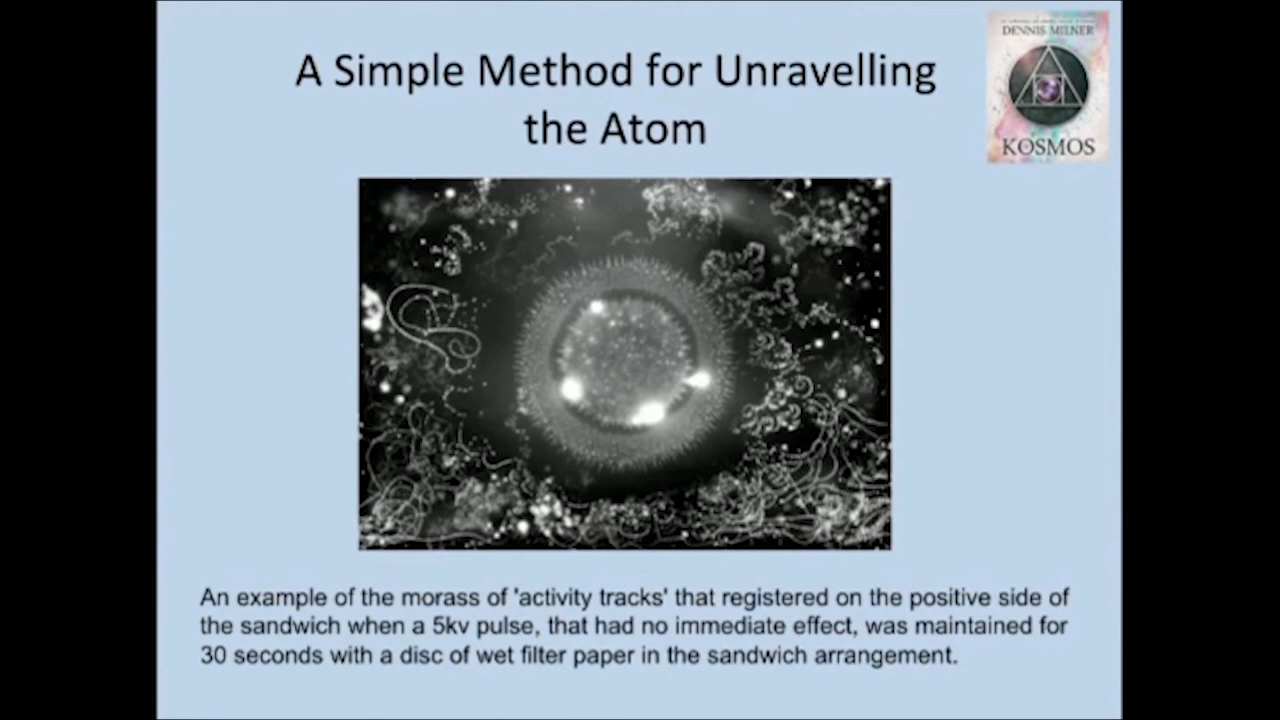 A Simple Method for Unravelling
the Atom
DENNIS MILNER
KOSMOS
An example of the morass of 'activity tracks' that registered on the positive side of
the sandwich when a 5kv pulse, that had no immediate effect, was maintained for
30 seconds with a disc of wet filter paper in the sandwich arrangement.